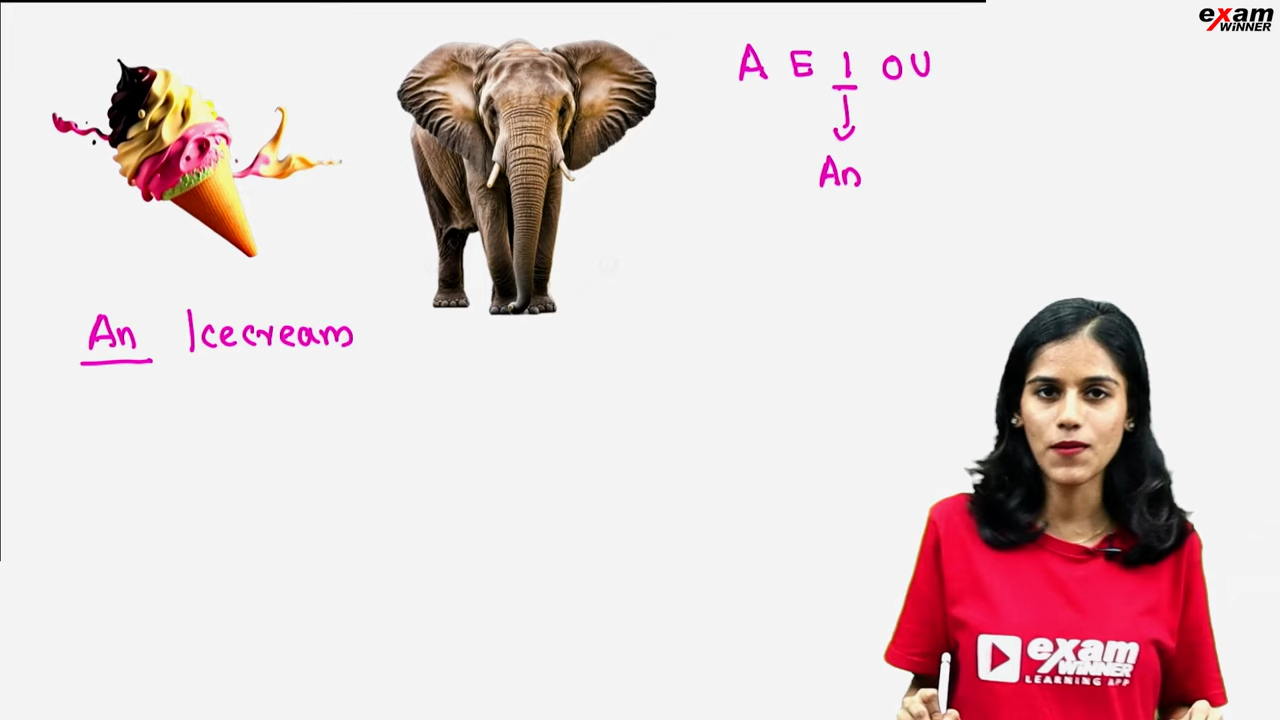 exam
WINNER
A E I O U
An
An Icecream
exam
WINNER
LEARNING APP